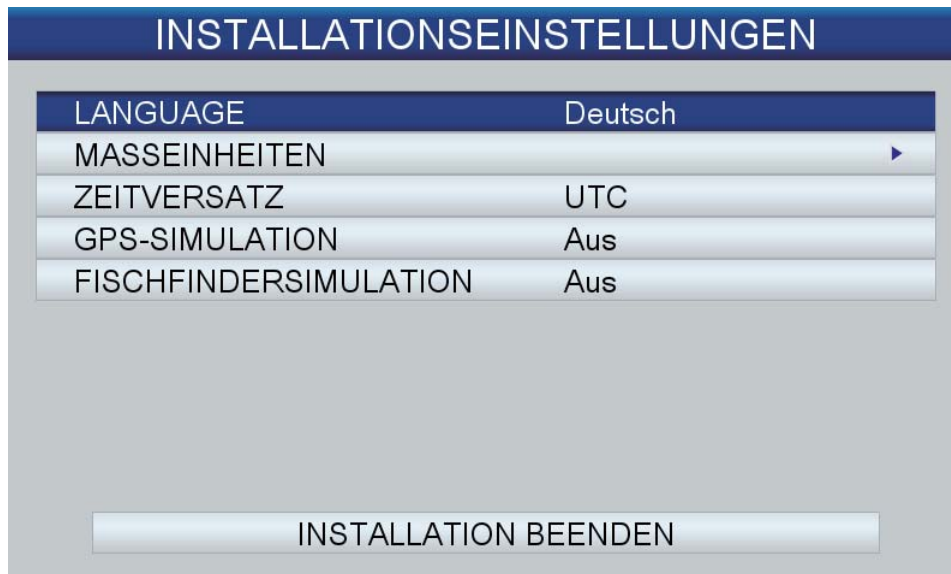 INSTALLATIONSEINSTELLUNGEN
LANGUAGE Deutsch
MASSEINHEITEN
ZEITVERSATZ UTC
GPS-SIMULATION Aus
FISCHFINDERSIMULATION Aus
INSTALLATION BEENDEN